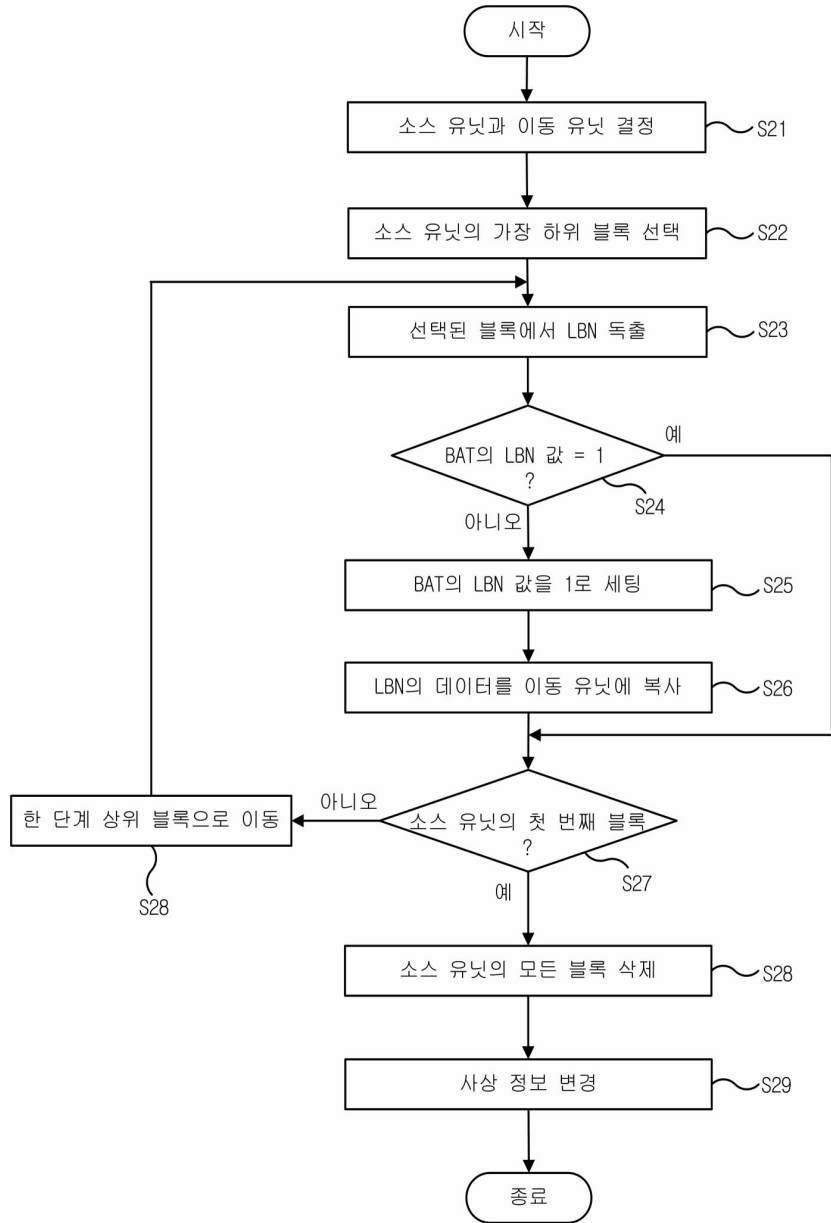 시작
소스 유닛과 이동 유닛 결정
S21
소스 유닛의 가장 하위 블록 선택
S22
선택된 블록에서 LBN 독출
S23
예
BAT의 LBN 값 = 1
?
S24
아니오
BAT의 LBN 값을 1로 세팅
S25
LBN의 데이터를 이동 유닛에 복사
S26
아니오
한 단계 상위 블록으로 이동
S28
소스 유닛의 첫 번째 블록
?
S27
예
소스 유닛의 모든 블록 삭제
S28
사상 정보 변경
S29
종료